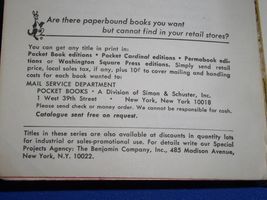 Are there paperbound books you want
but cannot find in your retail stores?
You can get any title in print in:
Pocket Book editions • Pocket Cardinal editions • Permabook edi-
tions or Washington Square Press editions. Simply send retail
price, local sales tax, if any, plus 10¢ to cover mailing and handling
costs for each book wanted to:
MAIL SERVICE DEPARTMENT
POCKET BOOKS • A Division of Simon & Schuster, Inc.
1 West 39th Street • New York, New York 10018
Please send check or money order. We cannot be responsible for cash.
Catalogue sent free on request.
Titles in these series are also available at discounts in quantity lots
for industrial or sales-promotional use. For details write our Special
Projects Agency: The Benjamin Company, Inc., 485 Madison Avenue,
New York, N.Y. 10022.